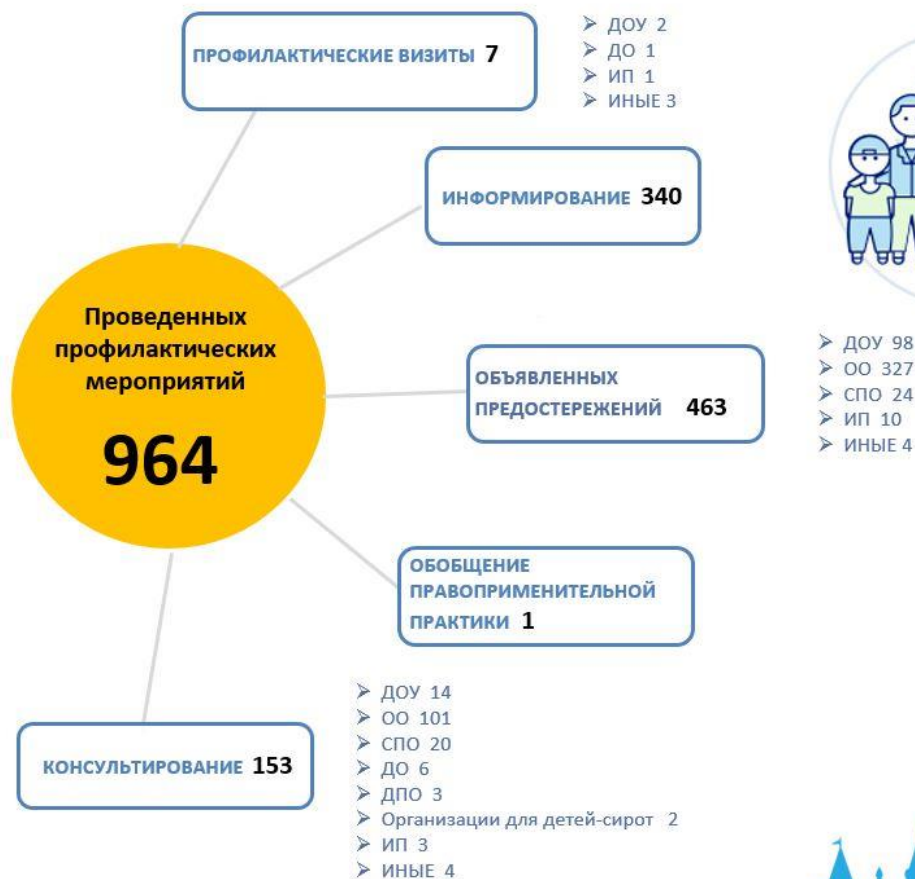 ПРОФИЛАКТИЧЕСКИЕ ВИЗИТЫ 7
➢ ДОУ 2
➢ ДО 1
➢ ИП 1
➢ ИНЫЕ 3
ИНФОРМИРОВАНИЕ 340
Проведенных
профилактических
мероприятий
964
ОБЪЯВЛЕННЫХ
ПРЕДОСТЕРЕЖЕНИЙ 463
➢ ДОУ 98
➢ ОО 327
➢ СПО 24
➢ ИП 10
➢ ИНЫЕ 4
ОБОБЩЕНИЕ
ПРАВОПРИМЕНИТЕЛЬНОЙ
ПРАКТИКИ 1
КОНСУЛЬТИРОВАНИЕ 153
➢ ДОУ 14
➢ ОО 101
➢ СПО 20
➢ ДО 6
➢ ДПО 3
➢ Организации для детей-сирот 2
➢ ИП 3
➢ ИНЫЕ 4